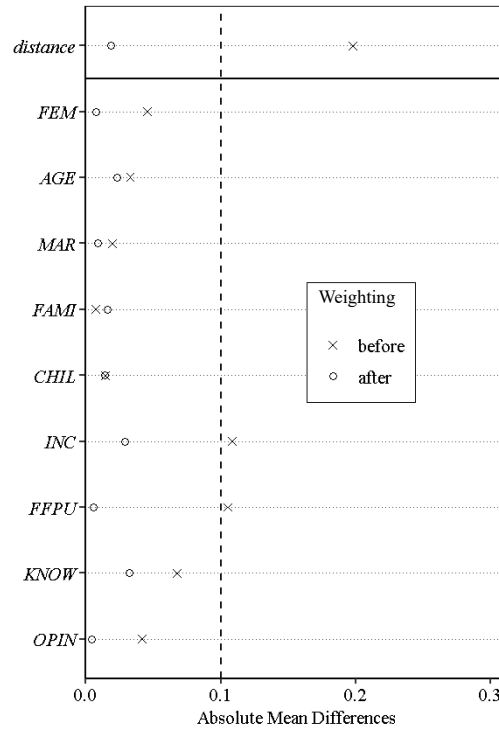 distance
FEM
AGE
MAR
FAMI
CHIL
INC
FFPU
KNOW
OPIN
Weighting
before
after
0.0 0.1 0.2 0.3
Absolute Mean Differences